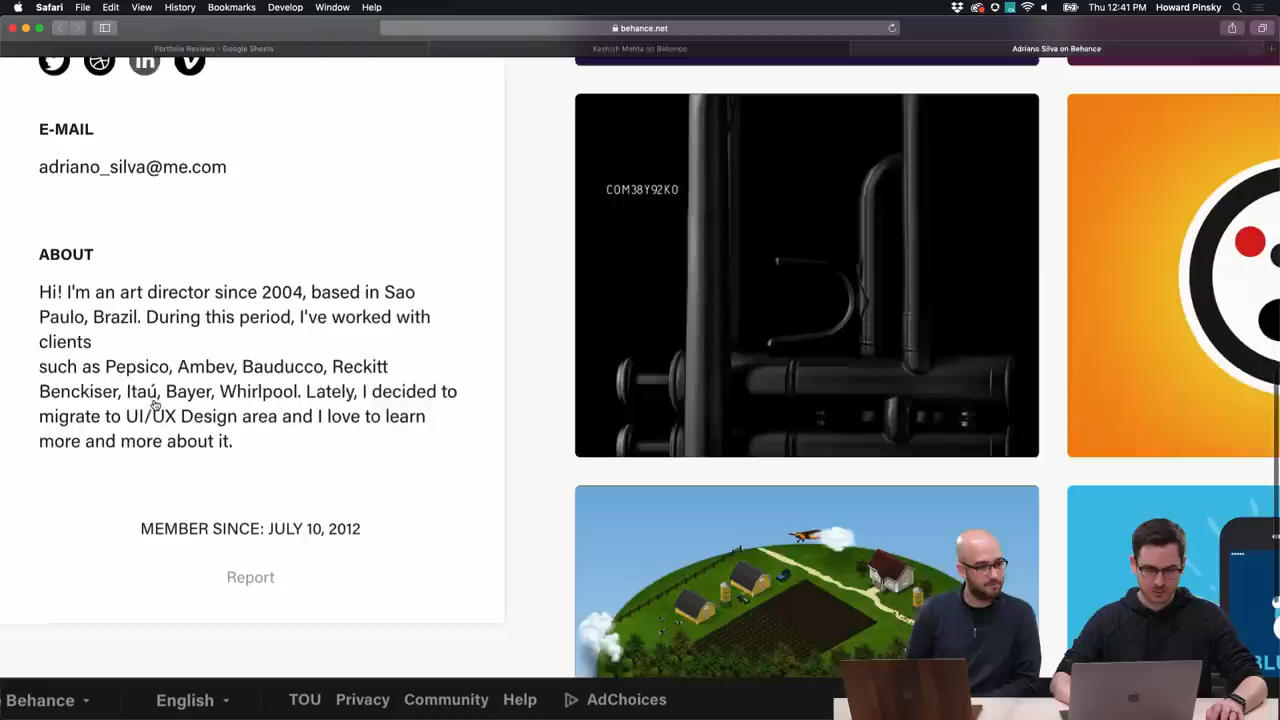 Safari File Edit View History Bookmarks Develop Window Help Thu 12:41 PM Howard Pinsky
behance.net
Portfolio Reviews - Google Sheets
Kashish Mehta on Behance
Adriano Silva on Behance
E-MAIL
adriano_silva@me.com
ABOUT
Hi! I'm an art director since 2004, based in Sao
Paulo, Brazil. During this period, I've worked with
clients
such as Pepsico, Ambev, Bauducco, Reckitt
Benckiser, Itaú, Bayer, Whirlpool. Lately, I decided to
migrate to UI/UX Design area and I love to learn
more and more about it.
MEMBER SINCE: JULY 10, 2012
Report
COM38Y92K0
Behance English TOU Privacy Community Help AdChoices